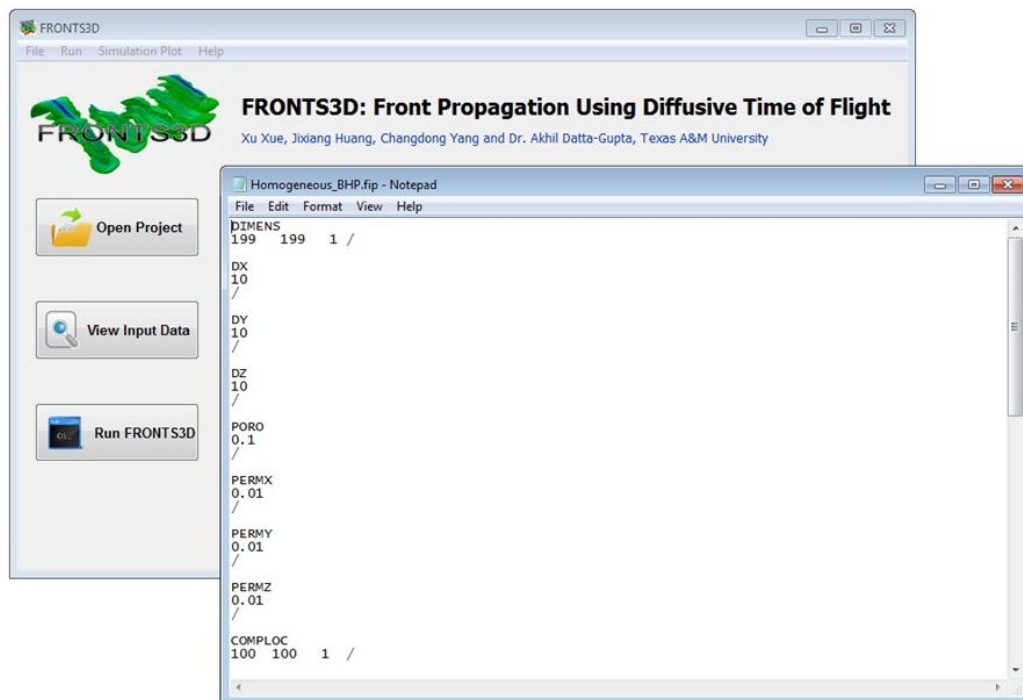 FRONTS3D
File Run Simulation Plot Help
FRONTS3D
FRONTS3D: Front Propagation Using Diffusive Time of Flight
Xu Xue, Jixiang Huang, Changdong Yang and Dr. Akhil Datta-Gupta, Texas A&M University
Open Project
View Input Data
Run FRONTS3D
Homogeneous_BHP.fip - Notepad
File Edit Format View Help
DIMENS
199 199 1 /
DX
10
/
DY
10
/
DZ
10
/
PORO
0.1
/
PERMX
0.01
/
PERMY
0.01
/
PERMZ
0.01
/
COMPLOC
100 100 1 /